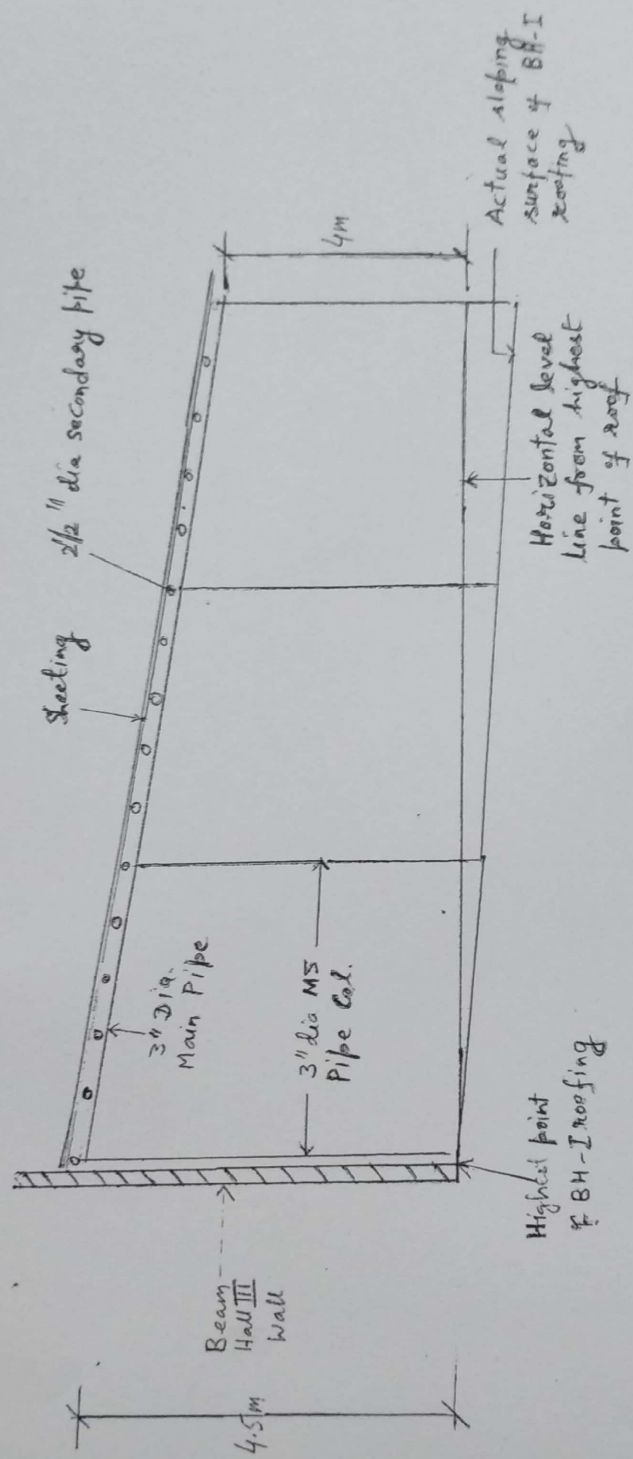 Sheeting
2½" dia secondary pipe
4m
Actual sloping
surface of BH-I
roofing
3" Dia.
Main Pipe
3" dia MS
Pipe Col.
Horizontal level
line from highest
point of roof
Beam
Hall III
Wall
4.5m
Highest point
of BH-I roofing